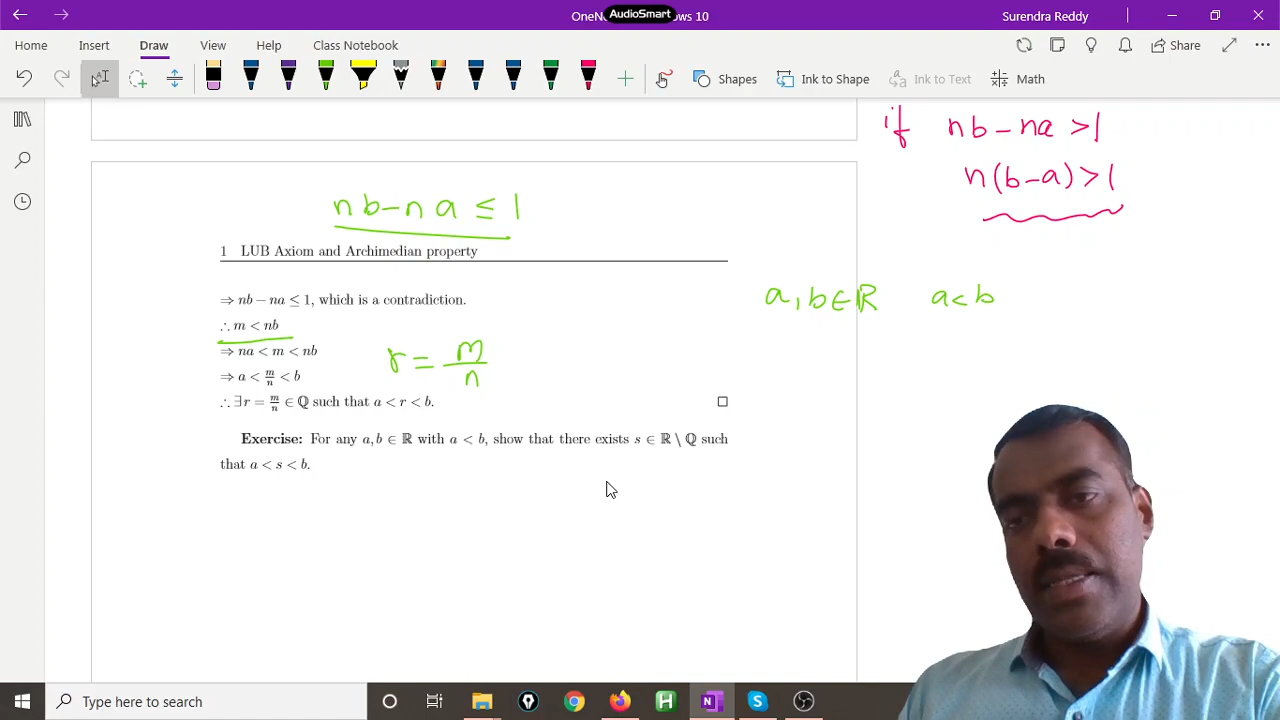 OneNo
AudioSmart
ows 10
Surendra Reddy
Home Insert Draw View Help Class Notebook
Share
Shapes
Ink to Shape
Ink to Text
Math
if nb-na >1
n(b-a)>1
nb-na ≤ 1
1 LUB Axiom and Archimedian property
⇒ nb − na ≤ 1, which is a contradiction.
a,b∈ℝ a<b
∴ m < nb
⇒ na < m < nb
r = m/n
⇒ a < m/n < b
∴ ∃ r = m/n ∈ ℚ such that a < r < b. □
Exercise: For any a, b ∈ ℝ with a < b, show that there exists s ∈ ℝ \ ℚ such
that a < s < b.
Type here to search